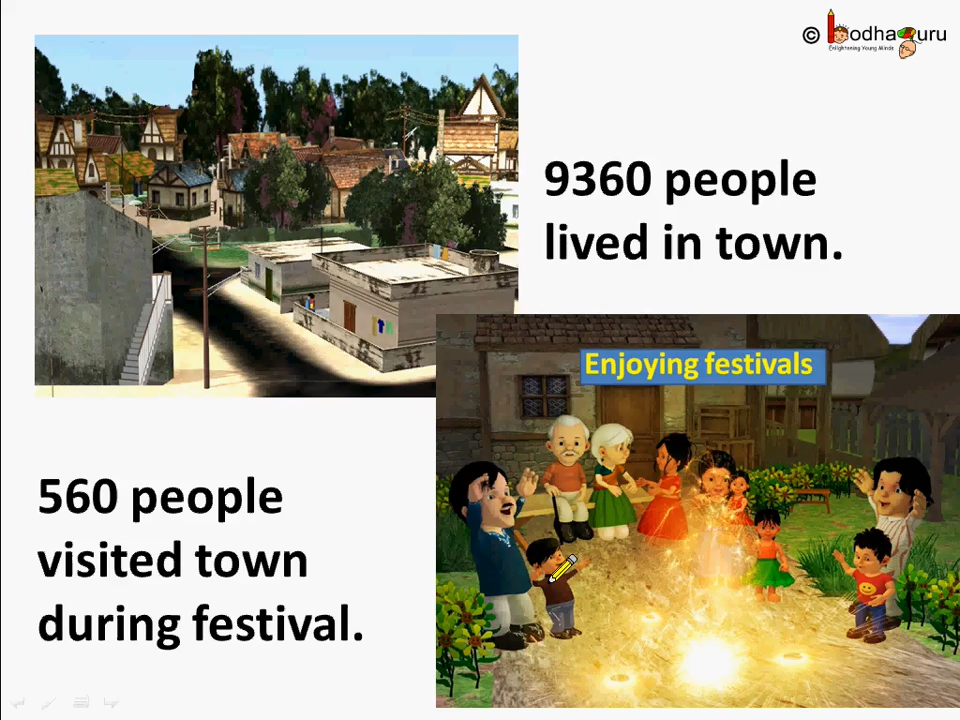 © BodhaGuru
Enlightening Young Minds
9360 people
lived in town.
Enjoying festivals
560 people
visited town
during festival.